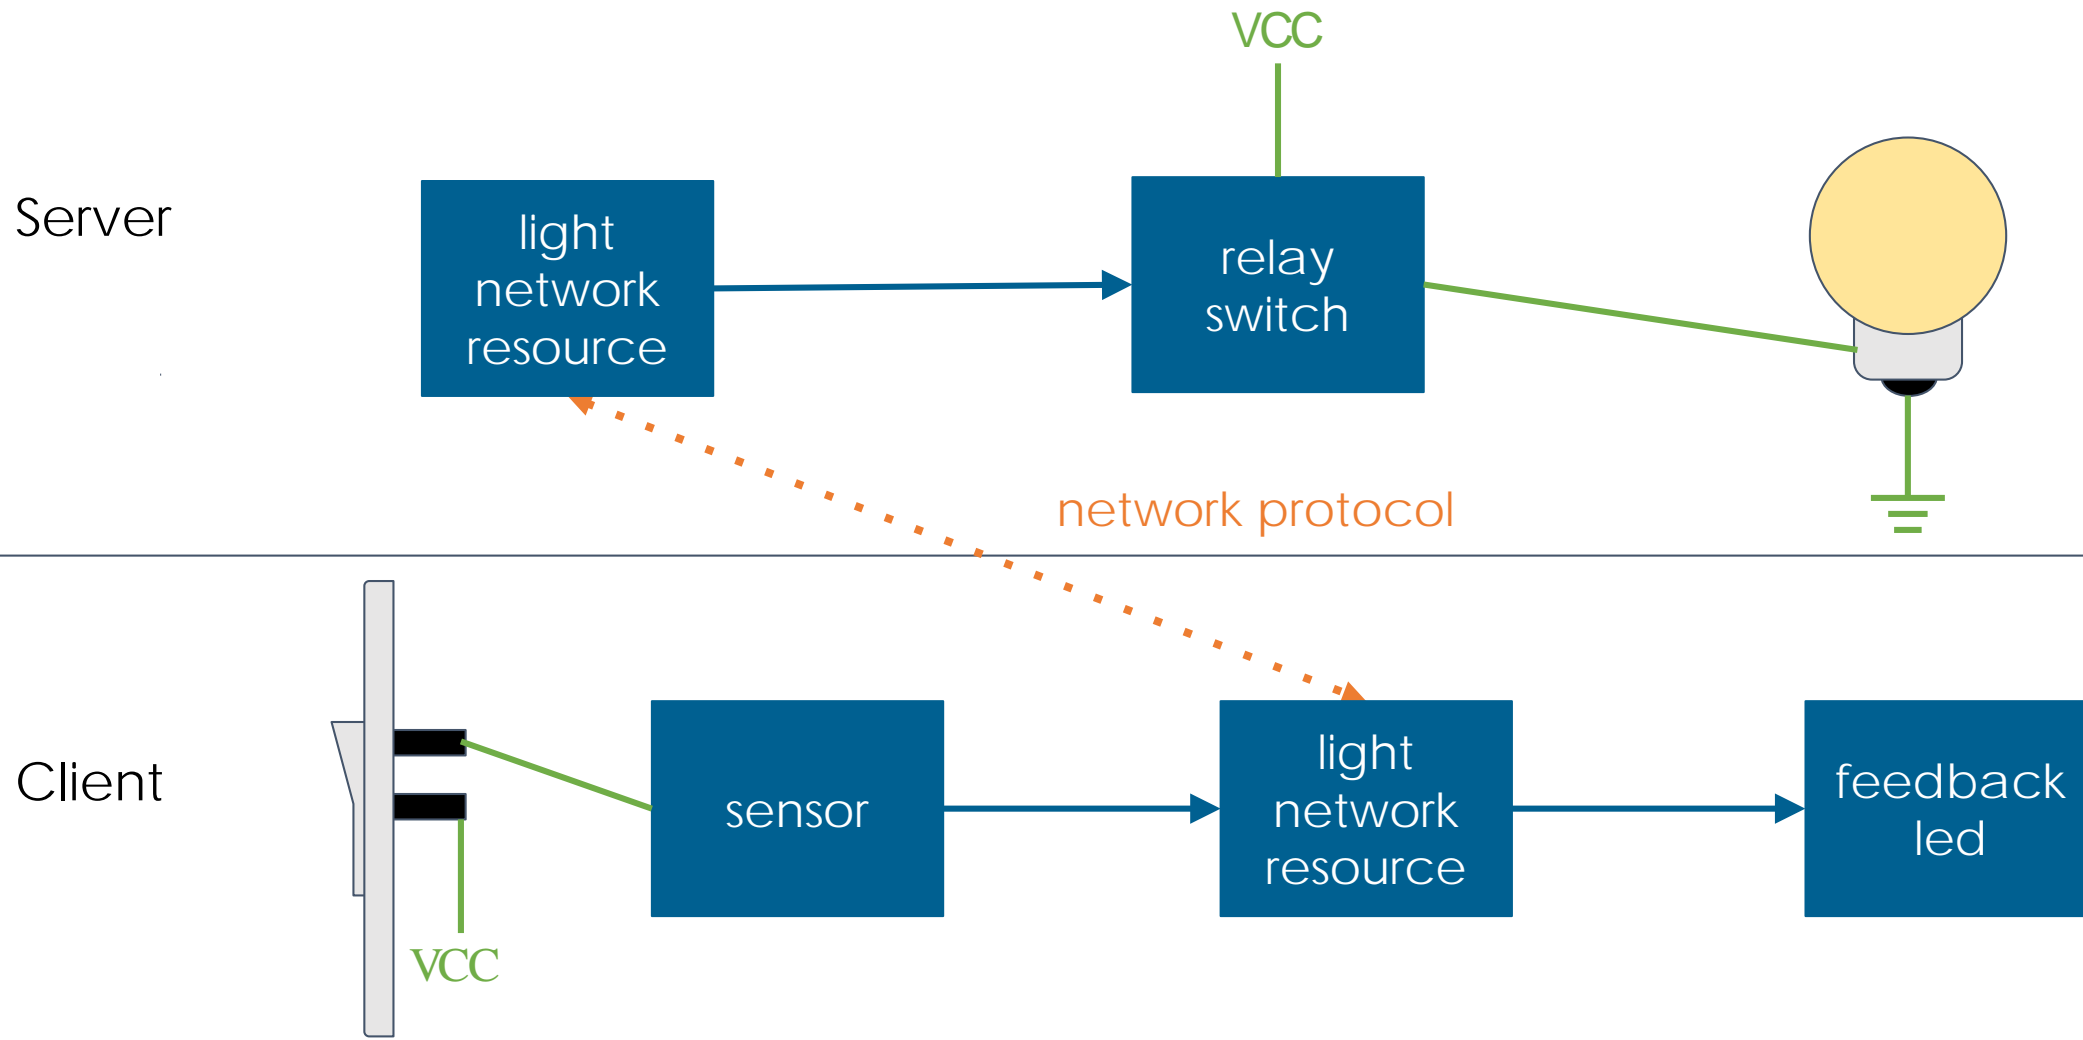 VCC
Server
light
network
resource
relay
switch
network protocol
Client
sensor
light
network
resource
feedback
led
VCC